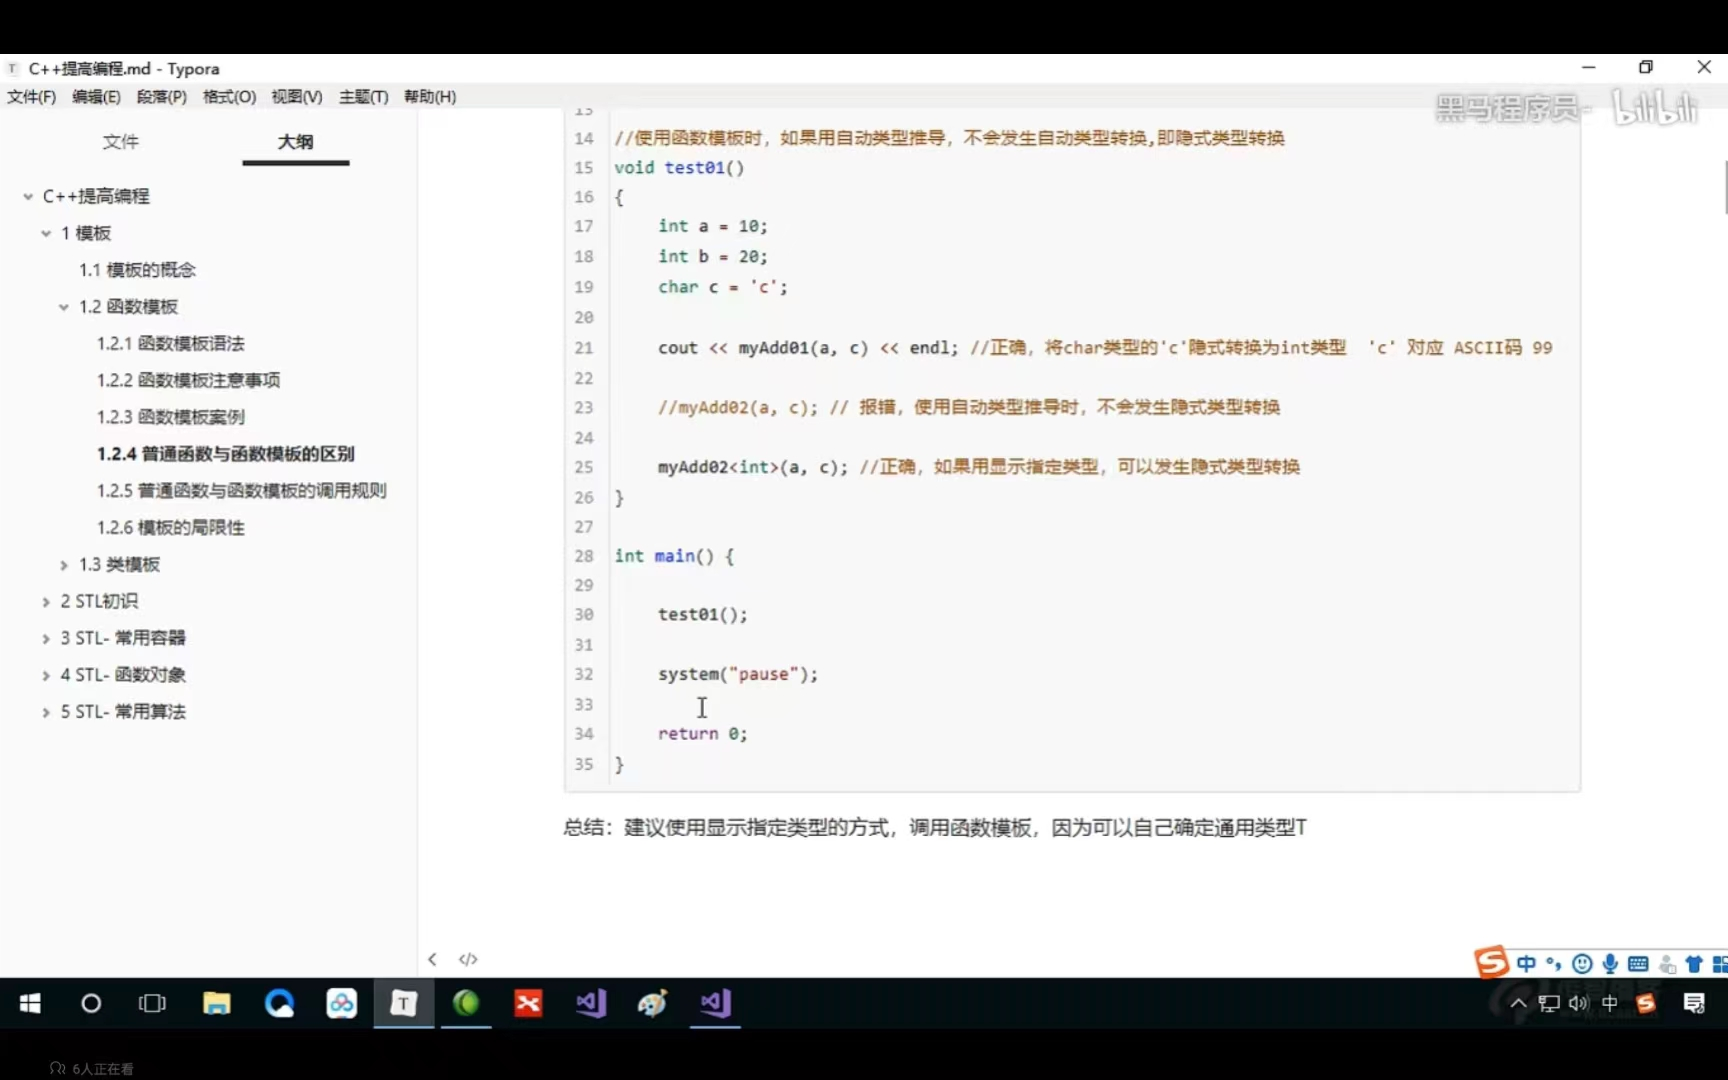 C++提高编程.md - Typora
文件(F) 编辑(E) 段落(P) 格式(O) 视图(V) 主题(T) 帮助(H)
黑马程序员- bilibili
文件 大纲
C++提高编程
1 模板
1.1 模板的概念
1.2 函数模板
1.2.1 函数模板语法
1.2.2 函数模板注意事项
1.2.3 函数模板案例
1.2.4 普通函数与函数模板的区别
1.2.5 普通函数与函数模板的调用规则
1.2.6 模板的局限性
1.3 类模板
2 STL初识
3 STL- 常用容器
4 STL- 函数对象
5 STL- 常用算法
13
14 //使用函数模板时，如果用自动类型推导，不会发生自动类型转换,即隐式类型转换
15 void test01()
16 {
17 int a = 10;
18 int b = 20;
19 char c = 'c';
20
21 cout << myAdd01(a, c) << endl; //正确，将char类型的'c'隐式转换为int类型 'c' 对应 ASCII码 99
22
23 //myAdd02(a, c); // 报错，使用自动类型推导时，不会发生隐式类型转换
24
25 myAdd02<int>(a, c); //正确，如果用显示指定类型，可以发生隐式类型转换
26 }
27
28 int main() {
29
30 test01();
31
32 system("pause");
33
34 return 0;
35 }
总结：建议使用显示指定类型的方式，调用函数模板，因为可以自己确定通用类型T
</>
中
中
6人正在看